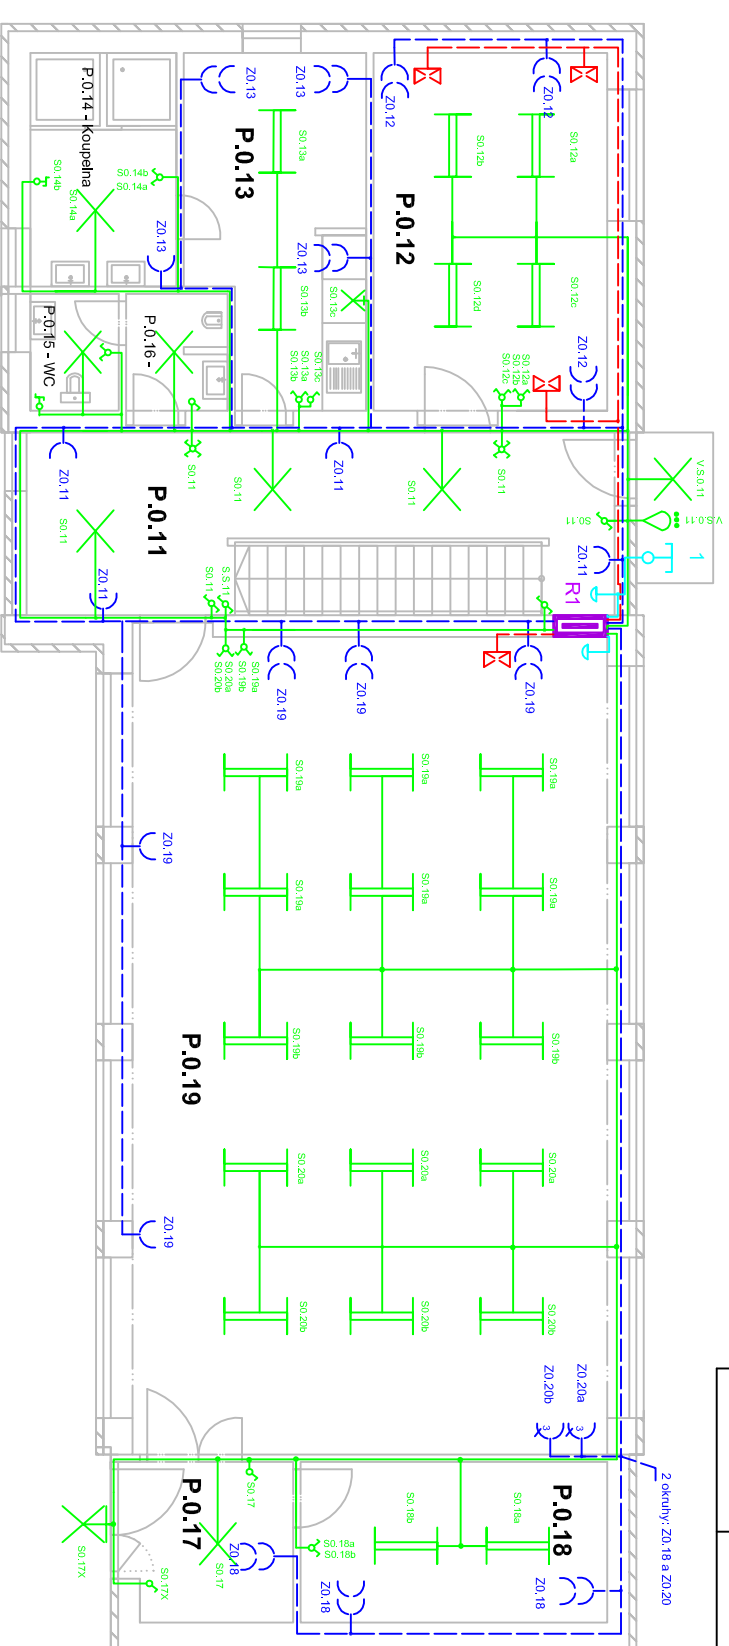 P.0.14 - Koupelna
S0.14b
S0.14a
S0.14b
S0.14a
Z0.13
Z0.13
Z0.13
P.0.13
S0.13a
Z0.13
S0.13b
S0.13c
S0.13c
S0.13a
S0.13b
P.0.15 - WC
P.0.16 -
Z0.12
Z0.12
P.0.12
S0.12b
S0.12a
S0.12d
S0.12c
Z0.12
S0.12a
S0.12b
S0.12c
S0.11
Z0.11
S0.11
Z0.11
S0.11
P.0.11
S0.11
Z0.11
S0.11
S.S.11
V.S.0.11
V.S.0.11
S0.11
Z0.11
1
R1
S0.19a
S0.19b
S0.20a
S0.20b
Z0.19
Z0.19
Z0.19
S0.19a
S0.19a
S0.19a
Z0.19
S0.19a
S0.19a
S0.19a
P.0.19
S0.19b
S0.19b
S0.19b
S0.20a
S0.20a
S0.20a
Z0.19
S0.20b
S0.20b
S0.20b
Z0.20b
Z0.20a
3
3
2 okruhy: Z0.18 a Z0.20
P.0.17
S0.17
S0.17
S0.17X
S0.17X
Z0.18
P.0.18
S0.18b
S0.18a
S0.18a
S0.18b
Z0.18
Z0.18